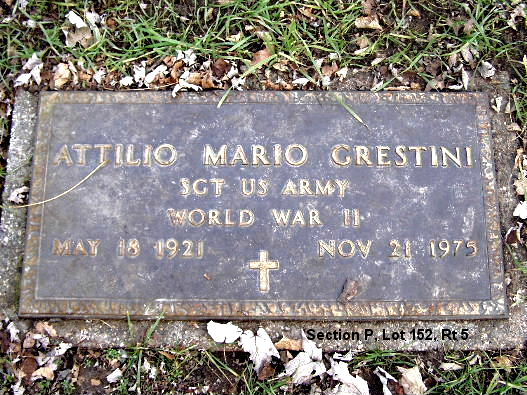 ATTILIO MARIO GRESTINI
SGT US ARMY
WORLD WAR II
MAY 18 1921 NOV 21 1975
Section P, Lot 152, Rt 5